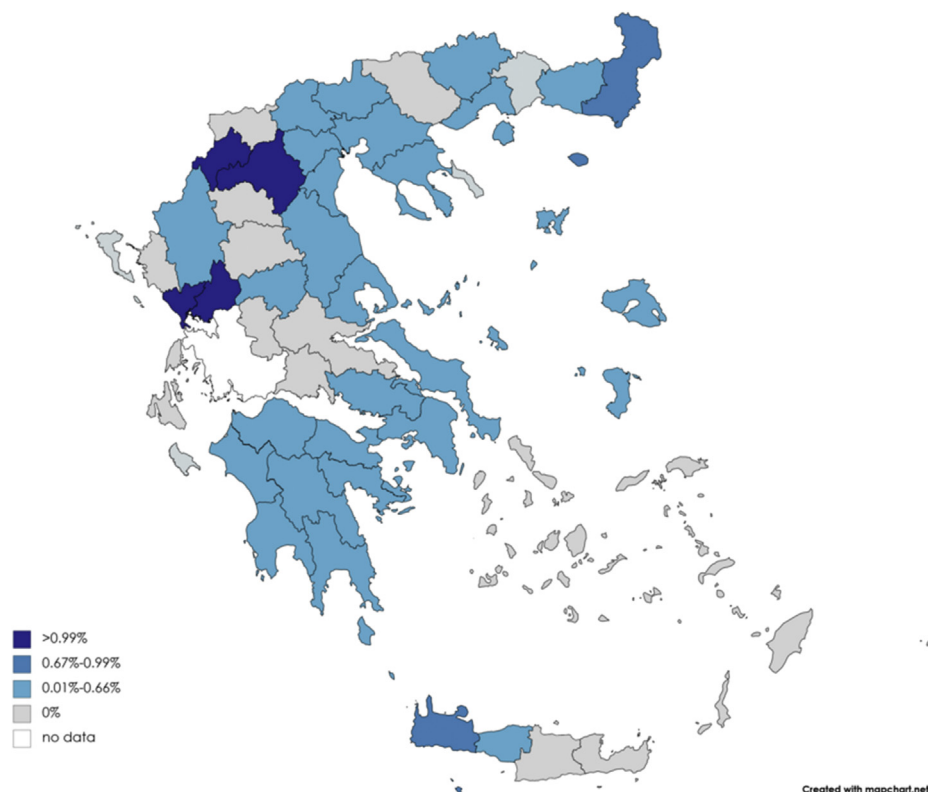 >0.99%
0.67%-0.99%
0.01%-0.66%
0%
no data
Created with mapchart.net